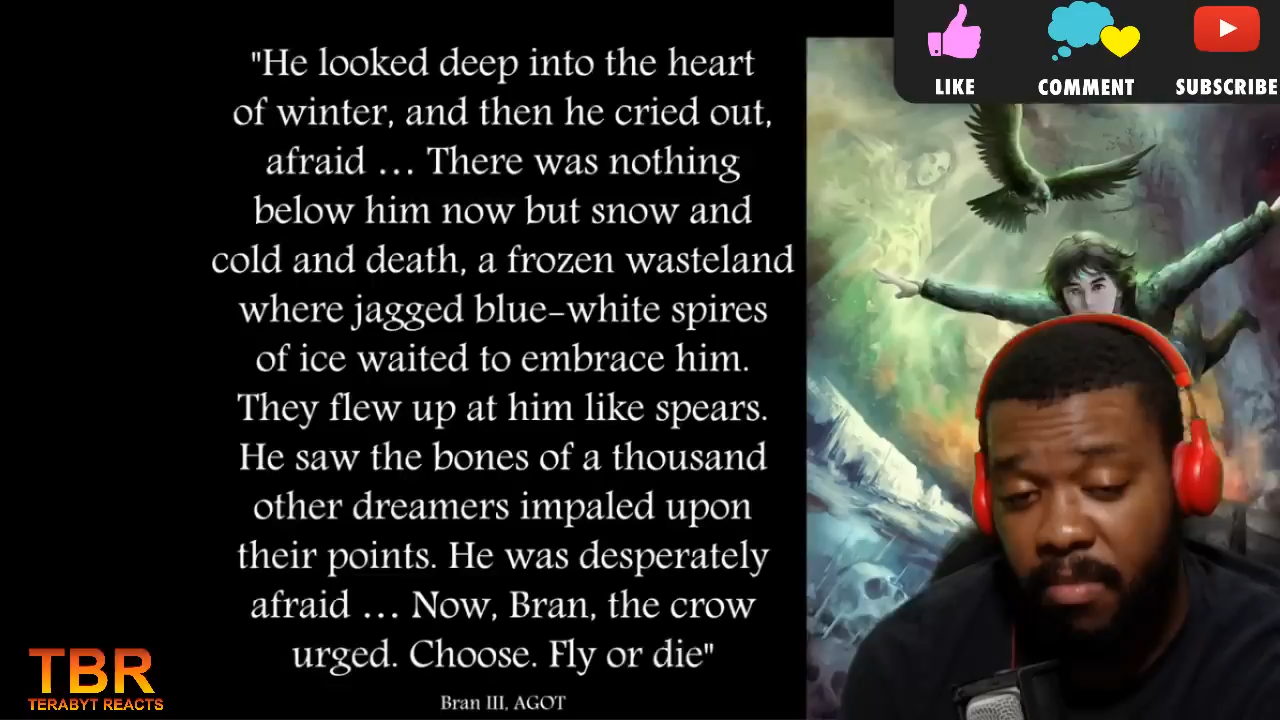 "He looked deep into the heart
of winter, and then he cried out,
afraid … There was nothing
below him now but snow and
cold and death, a frozen wasteland
where jagged blue-white spires
of ice waited to embrace him.
They flew up at him like spears.
He saw the bones of a thousand
other dreamers impaled upon
their points. He was desperately
afraid … Now, Bran, the crow
urged. Choose. Fly or die"
Bran III, AGOT
LIKE COMMENT SUBSCRIBE
TBR
TERABYT REACTS